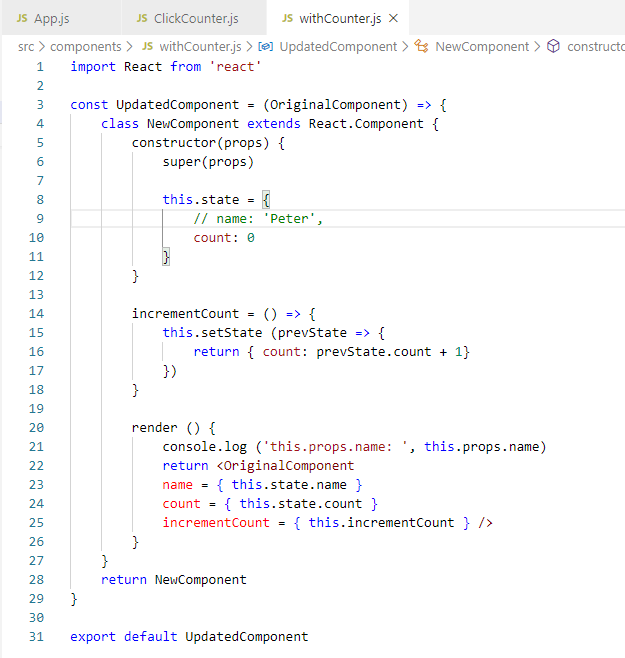 JS App.js JS ClickCounter.js JS withCounter.js ×
src > components > JS withCounter.js > UpdatedComponent > NewComponent > constructo
1 import React from 'react'
2
3 const UpdatedComponent = (OriginalComponent) => {
4 class NewComponent extends React.Component {
5 constructor(props) {
6 super(props)
7
8 this.state = {
9 // name: 'Peter',
10 count: 0
11 }
12 }
13
14 incrementCount = () => {
15 this.setState (prevState => {
16 return { count: prevState.count + 1}
17 })
18 }
19
20 render () {
21 console.log ('this.props.name: ', this.props.name)
22 return <OriginalComponent
23 name = { this.state.name }
24 count = { this.state.count }
25 incrementCount = { this.incrementCount } />
26 }
27 }
28 return NewComponent
29 }
30
31 export default UpdatedComponent